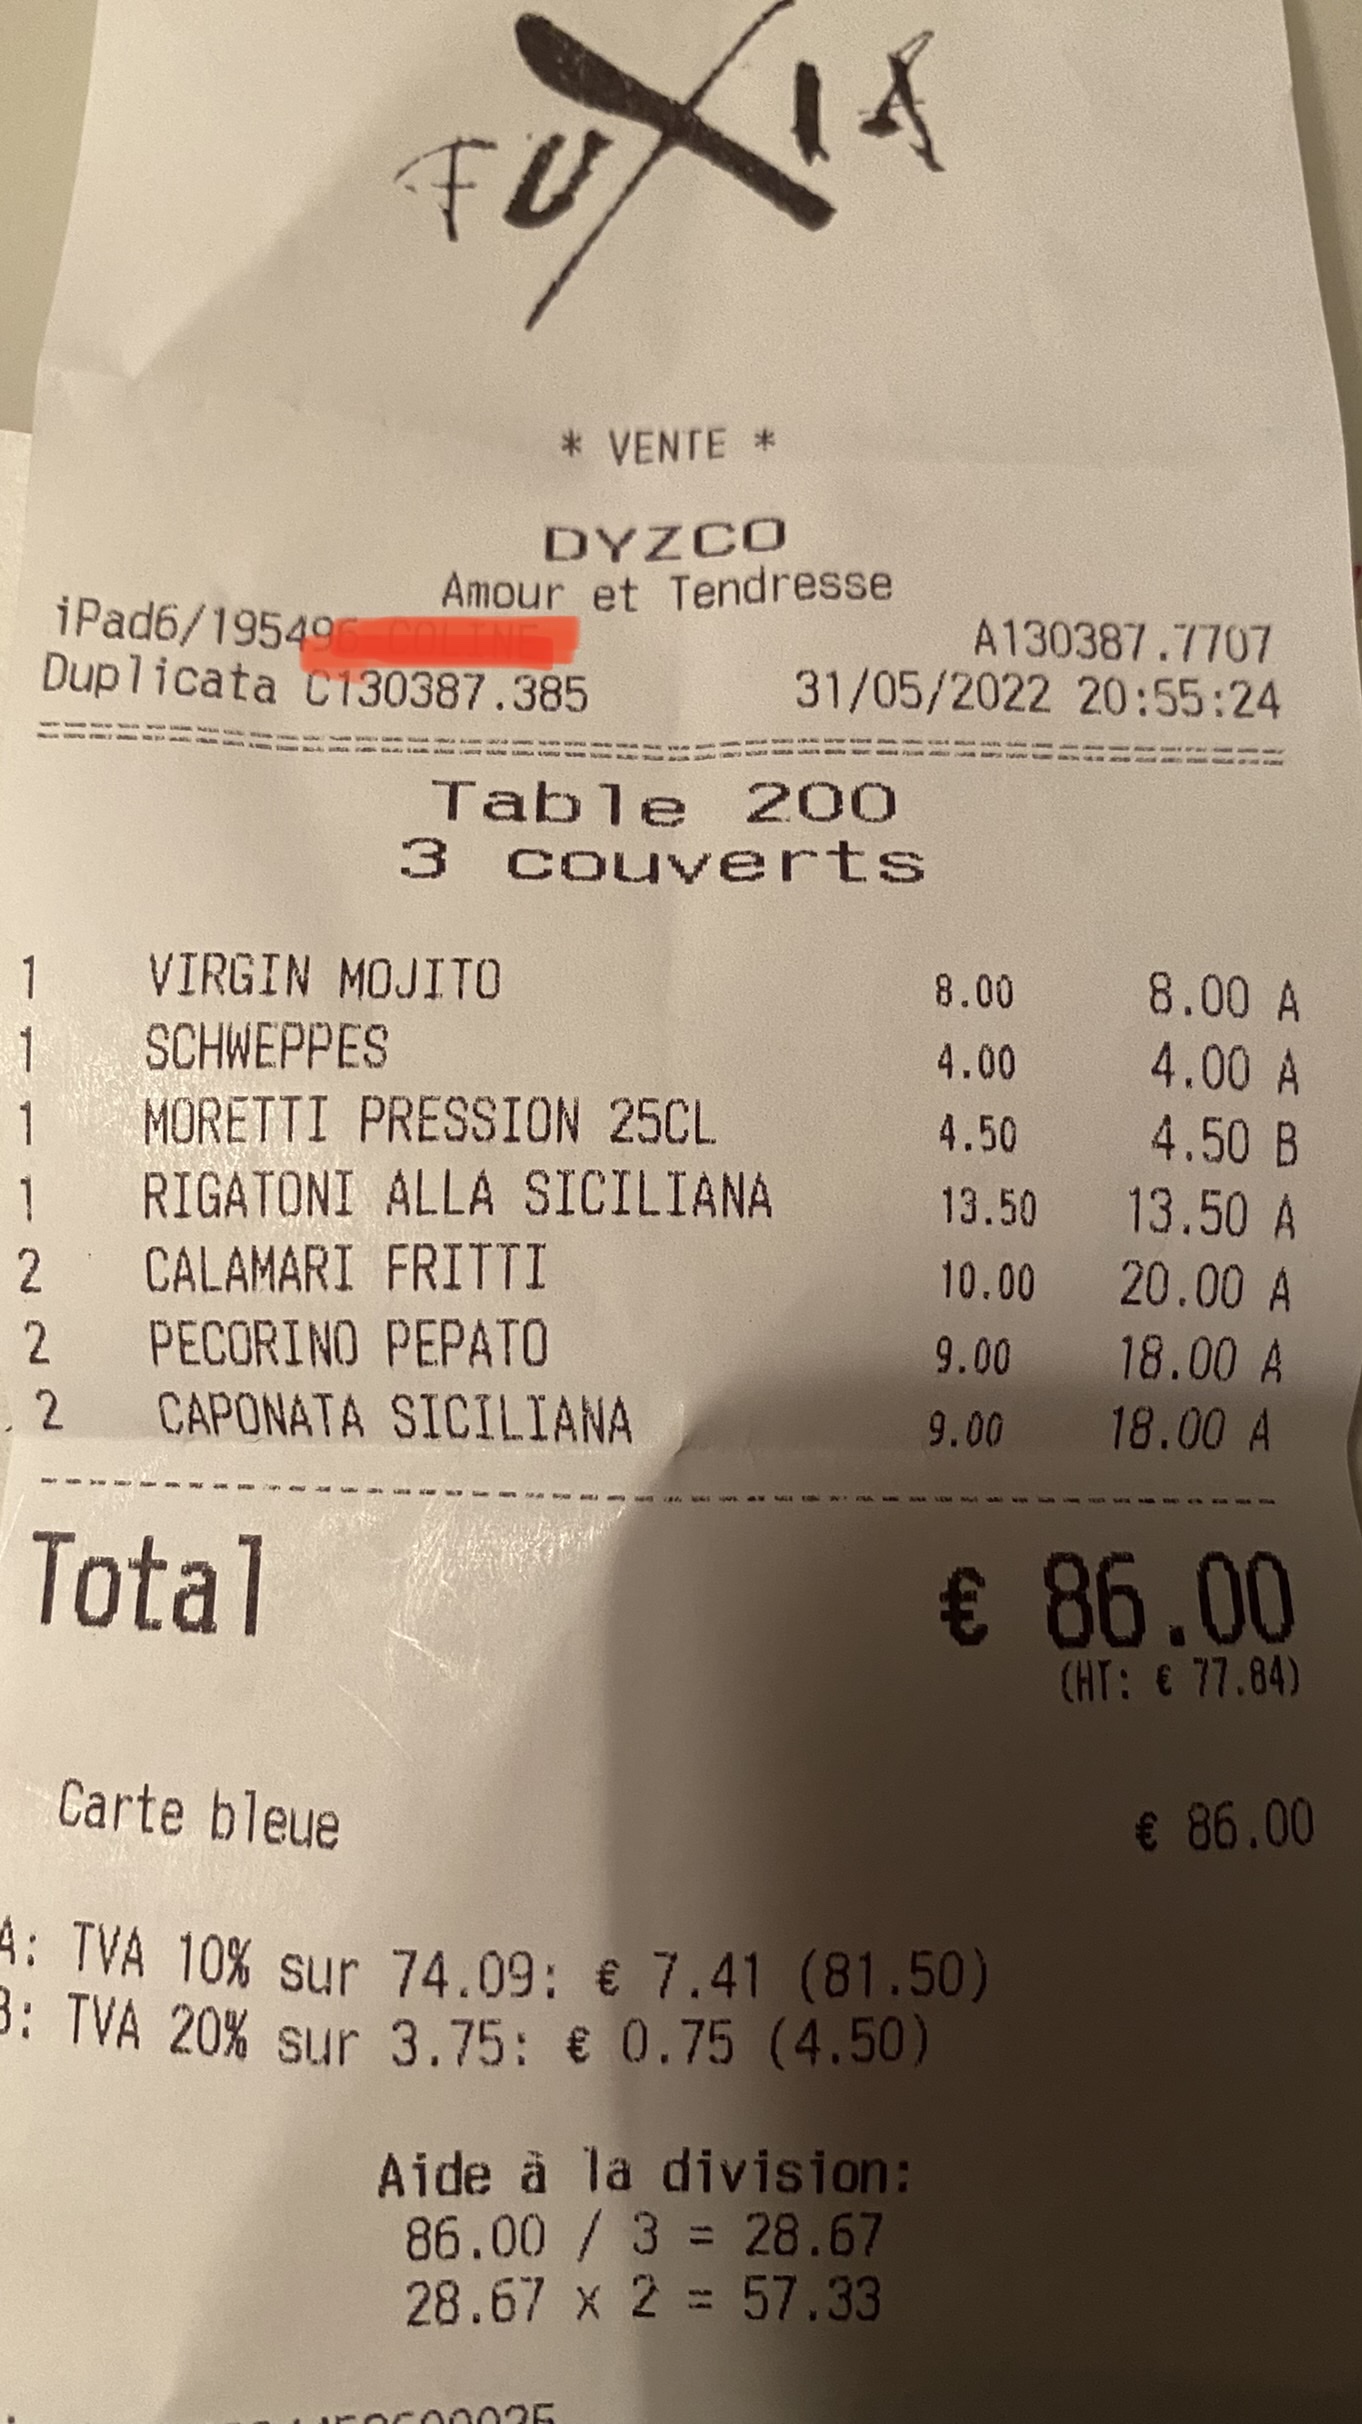 FUXIA
* VENTE *
DYZCO
Amour et Tendresse
iPad6/195496 A130387.7707
Duplicata C130387.385 31/05/2022 20:55:24
Table 200
3 couverts
1 VIRGIN MOJITO 8.00 8.00 A
1 SCHWEPPES 4.00 4.00 A
1 MORETTI PRESSION 25CL 4.50 4.50 B
1 RIGATONI ALLA SICILIANA 13.50 13.50 A
2 CALAMARI FRITTI 10.00 20.00 A
2 PECORINO PEPATO 9.00 18.00 A
2 CAPONATA SICILIANA 9.00 18.00 A
Total € 86.00
(HT: € 77.84)
Carte bleue € 86.00
A: TVA 10% sur 74.09: € 7.41 (81.50)
B: TVA 20% sur 3.75: € 0.75 (4.50)
Aide à la division:
86.00 / 3 = 28.67
28.67 x 2 = 57.33